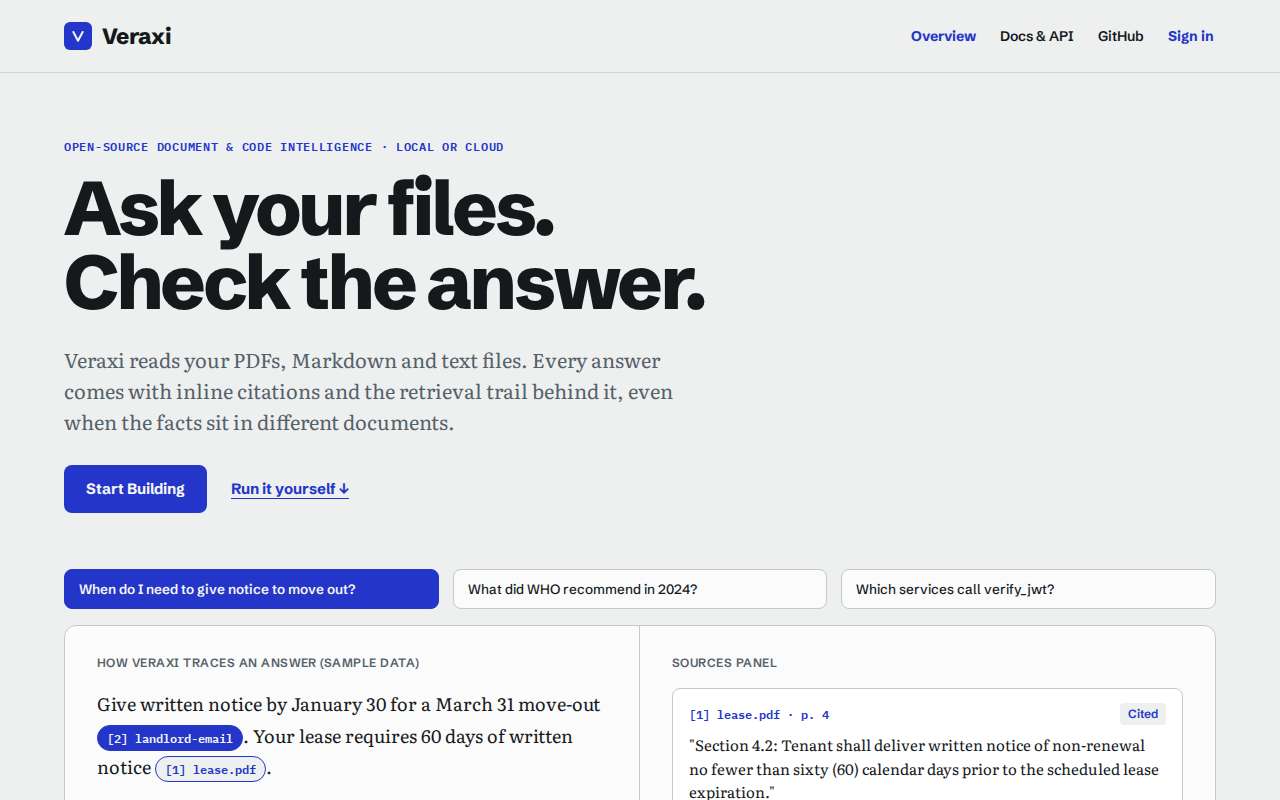 Veraxi
Overview
Docs & API
GitHub
Sign in
OPEN-SOURCE DOCUMENT & CODE INTELLIGENCE · LOCAL OR CLOUD
Ask your files.
Check the answer.
Veraxi reads your PDFs, Markdown and text files. Every answer
comes with inline citations and the retrieval trail behind it, even
when the facts sit in different documents.
Start Building
Run it yourself ↓
When do I need to give notice to move out?
What did WHO recommend in 2024?
Which services call verify_jwt?
HOW VERAXI TRACES AN ANSWER (SAMPLE DATA)
Give written notice by January 30 for a March 31 move-out
[2] landlord-email. Your lease requires 60 days of written
notice [1] lease.pdf.
SOURCES PANEL
[1] lease.pdf · p. 4
Cited
"Section 4.2: Tenant shall deliver written notice of non-renewal
no fewer than sixty (60) calendar days prior to the scheduled lease
expiration."